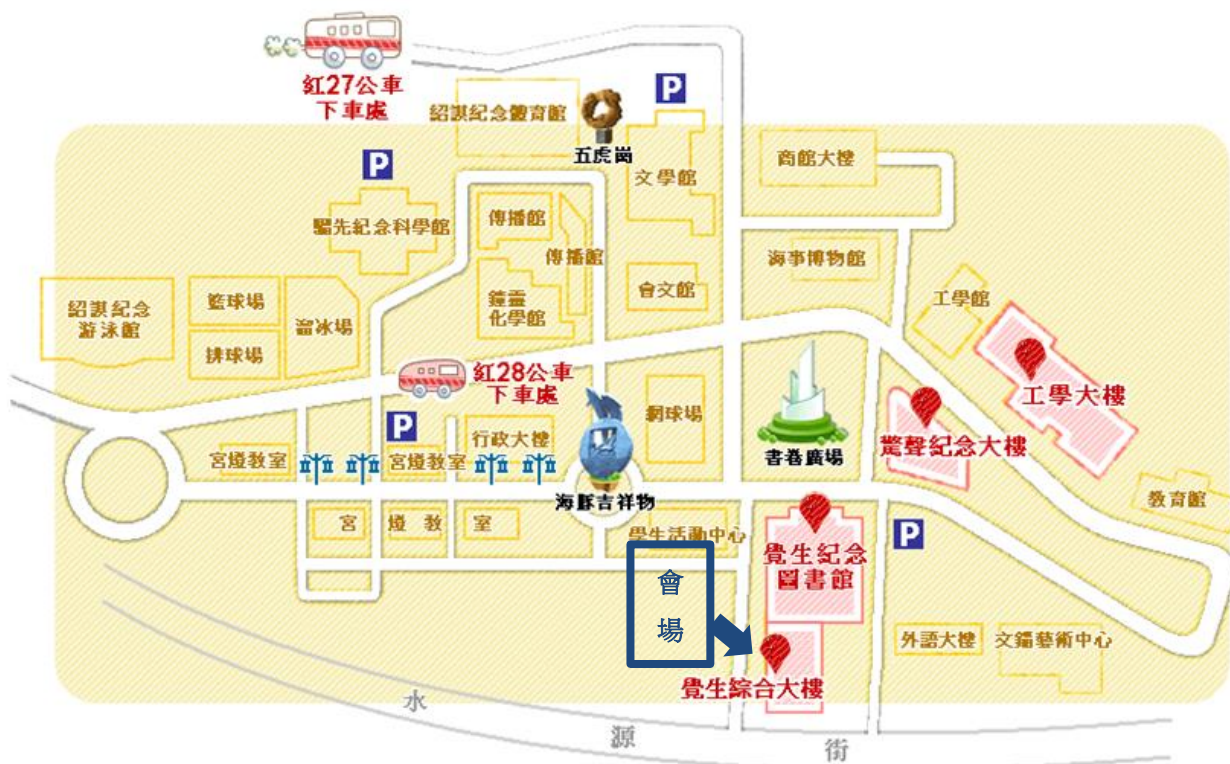 紅27公車
下車處
紹謨紀念體育館
P
五虎崗
文學館
商館大樓
P
騮先紀念科學館
傳播館
傳播館
海事博物館
鍾靈
化學館
會文館
工學館
紹謨紀念
游泳館
籃球場
溜冰場
排球場
紅28公車
下車處
工學大樓
網球場
P
行政大樓
驚聲紀念大樓
書卷廣場
宮燈教室
宮燈教室
海豚吉祥物
教育館
宮 燈 教 室
學生活動中心
P
覺生紀念
圖書館
會
場
外語大樓
文錙藝術中心
覺生綜合大樓
水
源
街